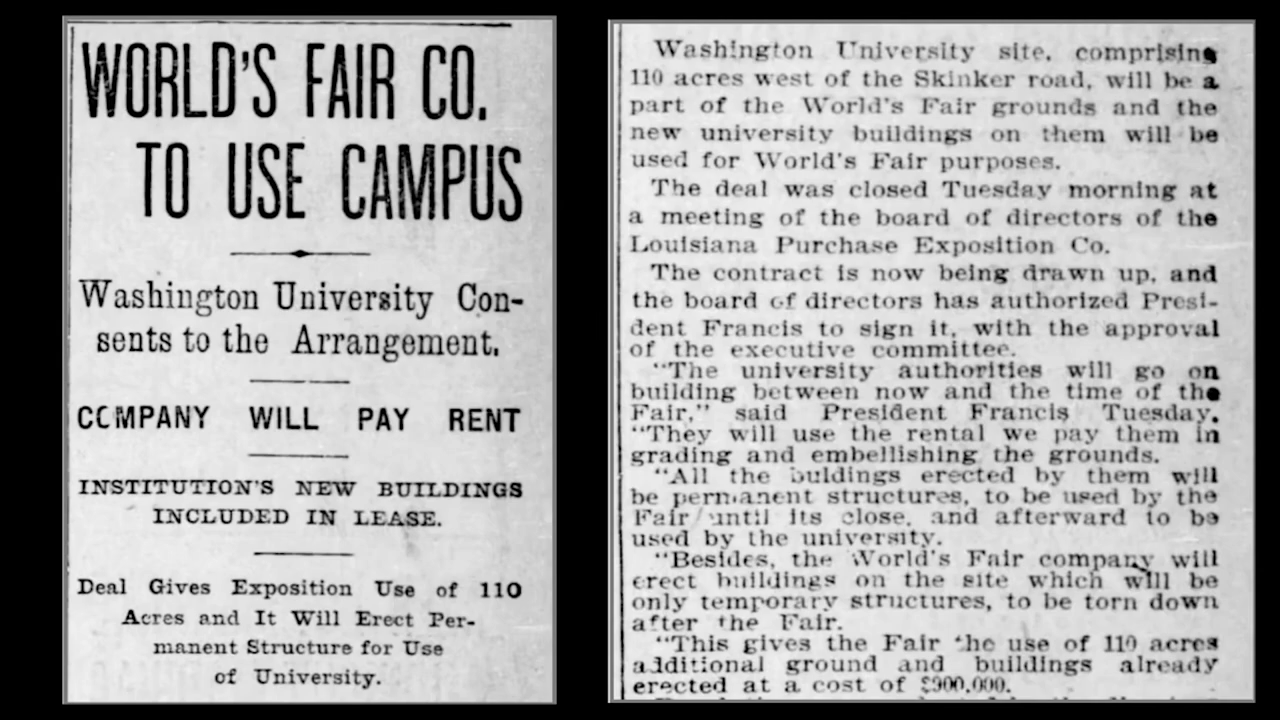 WORLD'S FAIR CO.
TO USE CAMPUS
Washington University Con-
sents to the Arrangement.
COMPANY WILL PAY RENT
INSTITUTION'S NEW BUILDINGS
INCLUDED IN LEASE.
Deal Gives Exposition Use of 110
Acres and It Will Erect Per-
manent Structure for Use
of University.
Washington University site, comprising
110 acres west of the Skinker road, will be a
part of the World's Fair grounds and the
new university buildings on them will be
used for World's Fair purposes.
The deal was closed Tuesday morning at
a meeting of the board of directors of the
Louisiana Purchase Exposition Co.
The contract is now being drawn up, and
the board of directors has authorized Presi-
dent Francis to sign it, with the approval
of the executive committee.
"The university authorities will go on
building between now and the time of the
Fair," said President Francis Tuesday.
"They will use the rental we pay them in
grading and embellishing the grounds.
"All the buildings erected by them will
be permanent structures, to be used by the
Fair until its close, and afterward to be
used by the university.
"Besides, the World's Fair company will
erect buildings on the site which will be
only temporary structures, to be torn down
after the Fair.
"This gives the Fair the use of 110 acres
additional ground and buildings already
erected at a cost of $900,000.